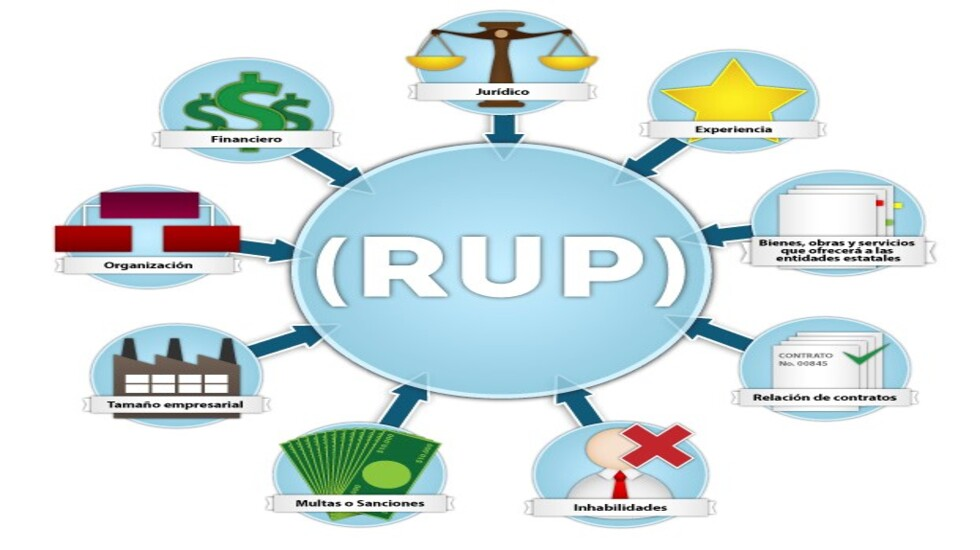 Jurídico
Financiero
Experiencia
Organización
(RUP)
Bienes, obras y servicios
que ofrecerá a las
entidades estatales
CONTRATO
No. 00845
Relación de contratos
Tamaño empresarial
Multas o Sanciones
Inhabilidades